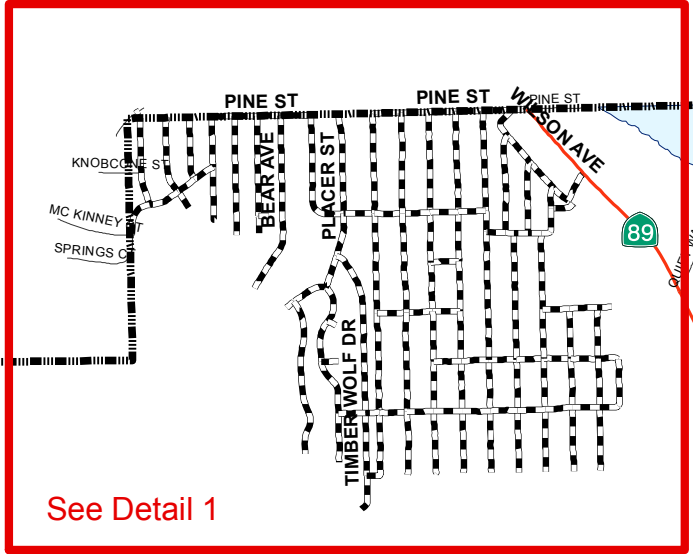 PINE ST
PINE ST
PINE ST
WILSON AVE
KNOBCONE ST
BEAR AVE
PLACER ST
MC KINNEY CT
SPRINGS CT
89
TIMBER WOLF DR
See Detail 1